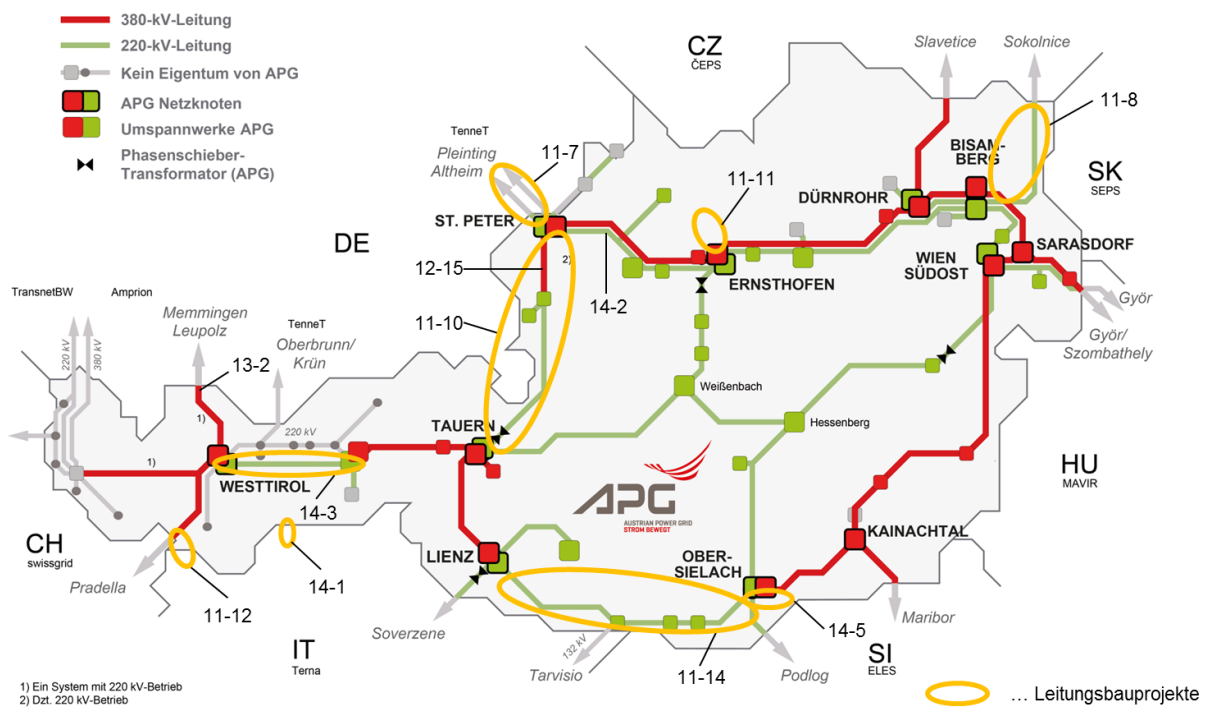 380-kV-Leitung
220-kV-Leitung
Kein Eigentum von APG
APG Netzknoten
Umspannwerke APG
Phasenschieber-
Transformator (APG)
CZ
ČEPS
Slavetice
Sokolnice
11-8
TenneT
Pleinting
Altheim
11-7
11-11
BISAM-
BERG
SK
SEPS
DÜRNROHR
ST. PETER
DE
2)
12-15
14-2
ERNSTHOFEN
WIEN
SÜDOST
SARASDORF
Györ
Györ/
Szombathely
TransnetBW
Amprion
Memmingen
Leupolz
TenneT
Oberbrunn/
Krün
11-10
220 kV
380 kV
13-2
1)
Weißenbach
Hessenberg
220 kV
TAUERN
1)
WESTTIROL
14-3
APG
AUSTRIAN POWER GRID
STROM BEWEGT
HU
MAVIR
KAINACHTAL
CH
swissgrid
Pradella
14-1
LIENZ
OBER-
SIELACH
11-12
Soverzene
Maribor
14-5
IT
Terna
132 kV
Tarvisio
11-14
Podlog
SI
ELES
1) Ein System mit 220 kV-Betrieb
2) Dzt. 220 kV-Betrieb
... Leitungsbauprojekte